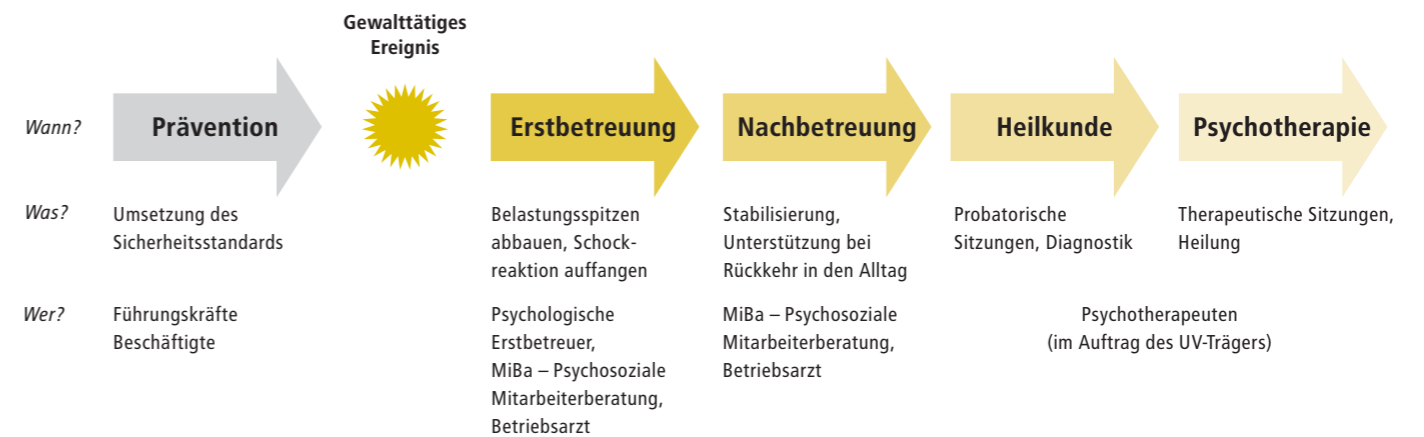 Gewalttätiges
Ereignis
Wann?
Prävention
Erstbetreuung
Nachbetreuung
Heilkunde
Psychotherapie
Was?
Umsetzung des
Sicherheitsstandards
Belastungsspitzen
abbauen, Schock-
reaktion auffangen
Stabilisierung,
Unterstützung bei
Rückkehr in den Alltag
Probatorische
Sitzungen, Diagnostik
Therapeutische Sitzungen,
Heilung
Wer?
Führungskräfte
Beschäftigte
Psychologische
Erstbetreuer,
MiBa – Psychosoziale
Mitarbeiterberatung,
Betriebsarzt
MiBa – Psychosoziale
Mitarbeiterberatung,
Betriebsarzt
Psychotherapeuten
(im Auftrag des UV-Trägers)